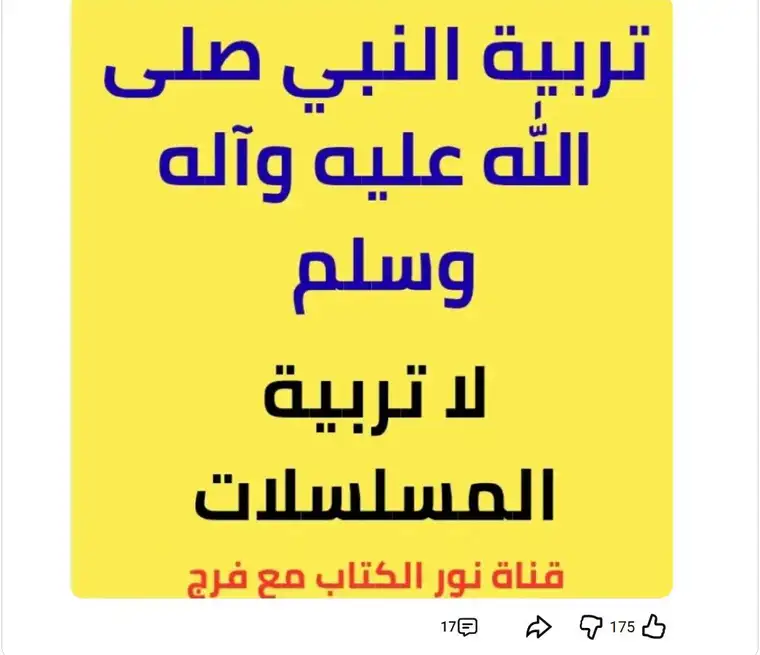 تربية النبي صلى
الله عليه وآله
وسلم
لا تربية
المسلسلات
قناة نور الكتاب مع فرج
17
175